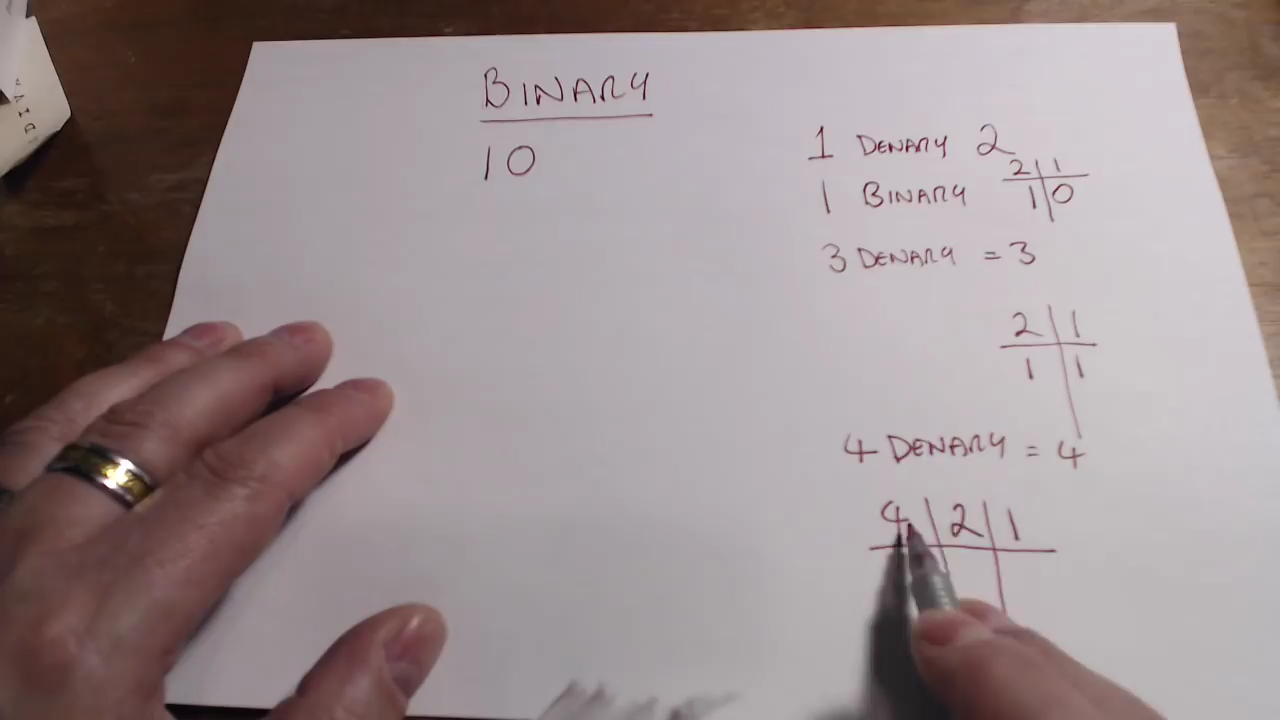 BINARY
10
1 DENARY 2
2 1
1 BINARY 1 0
3 DENARY = 3
2 1
1 1
4 DENARY = 4
4 2 1